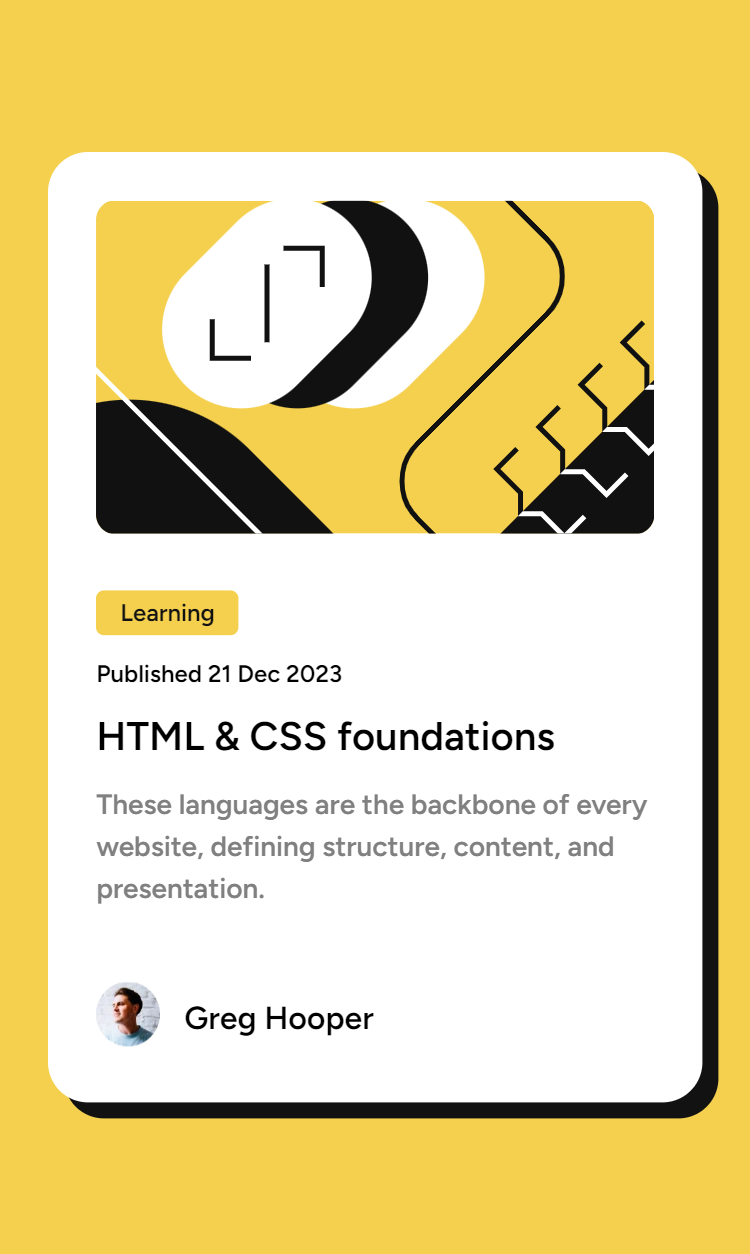 Learning
Published 21 Dec 2023
HTML & CSS foundations
These languages are the backbone of every
website, defining structure, content, and
presentation.
Greg Hooper